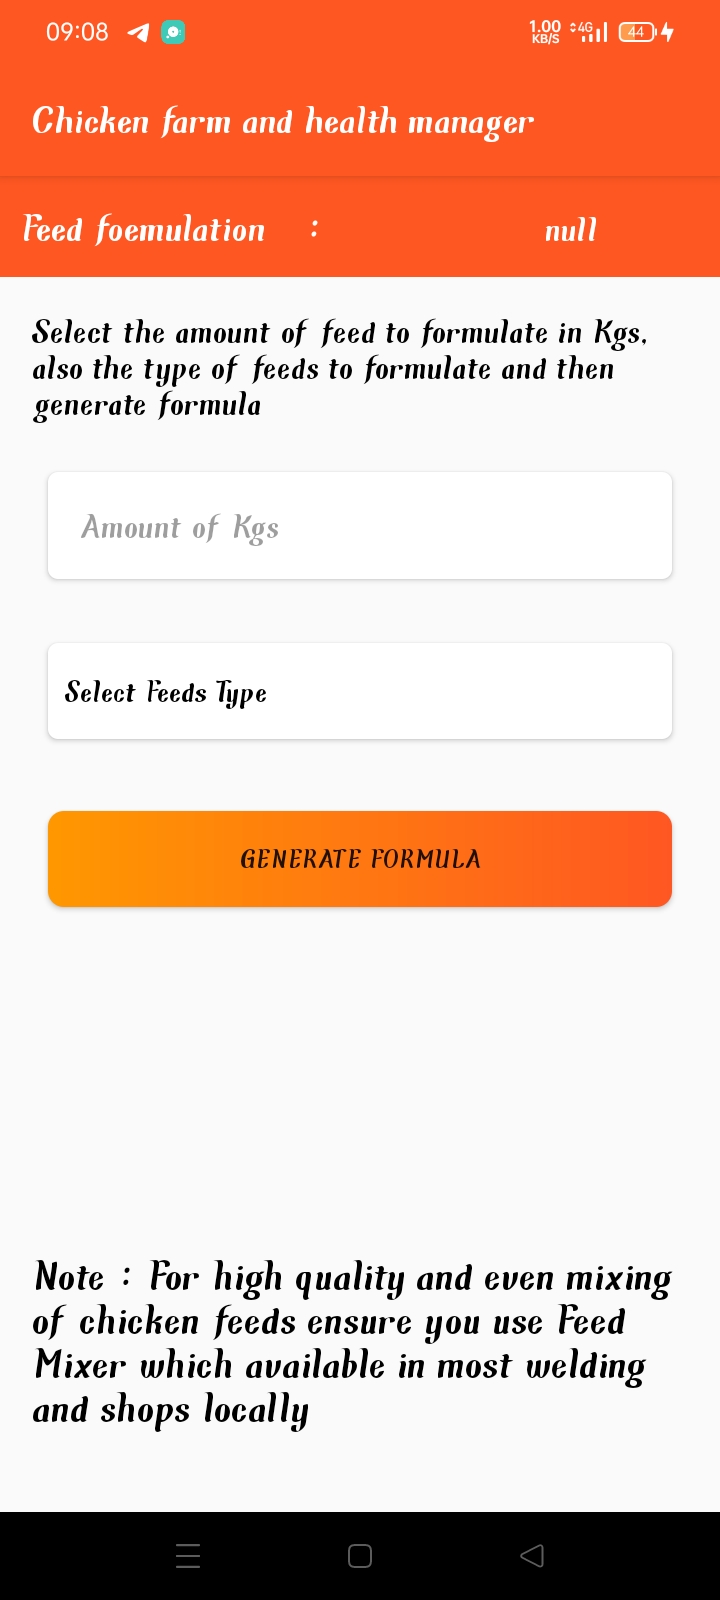 09:08 1.00 KB/S 4G 44
Chicken farm and health manager
Feed foemulation : null
Select the amount of feed to formulate in Kgs,
also the type of feeds to formulate and then
generate formula
Amount of Kgs
Select Feeds Type
GENERATE FORMULA
Note : For high quality and even mixing
of chicken feeds ensure you use Feed
Mixer which available in most welding
and shops locally